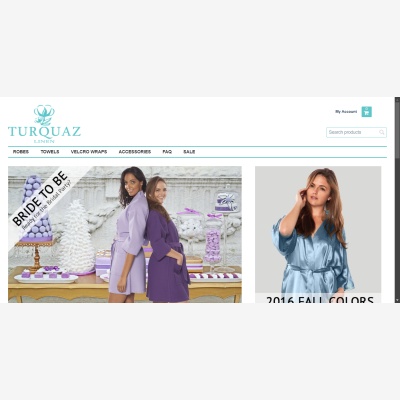 My Account
TURQUAZ
Search products
ROBES TOWELS VELCRO WRAPS ACCESSORIES FAQ SALE
BRIDE TO BE
Ready for the Bridal Party!
2016 FALL COLORS